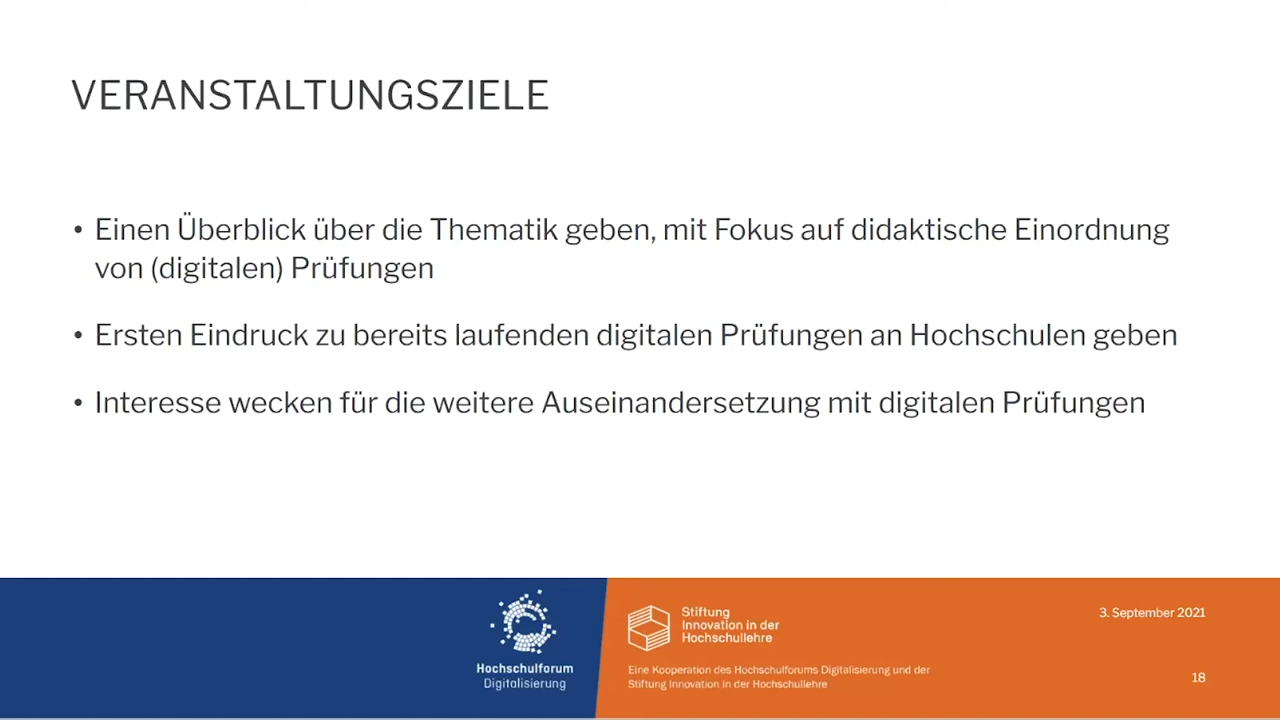 VERANSTALTUNGSZIELE
• Einen Überblick über die Thematik geben, mit Fokus auf didaktische Einordnung
von (digitalen) Prüfungen
• Ersten Eindruck zu bereits laufenden digitalen Prüfungen an Hochschulen geben
• Interesse wecken für die weitere Auseinandersetzung mit digitalen Prüfungen
Hochschulforum
Digitalisierung
Stiftung
Innovation in der
Hochschullehre
Eine Kooperation des Hochschulforums Digitalisierung und der
Stiftung Innovation in der Hochschullehre
3. September 2021
18